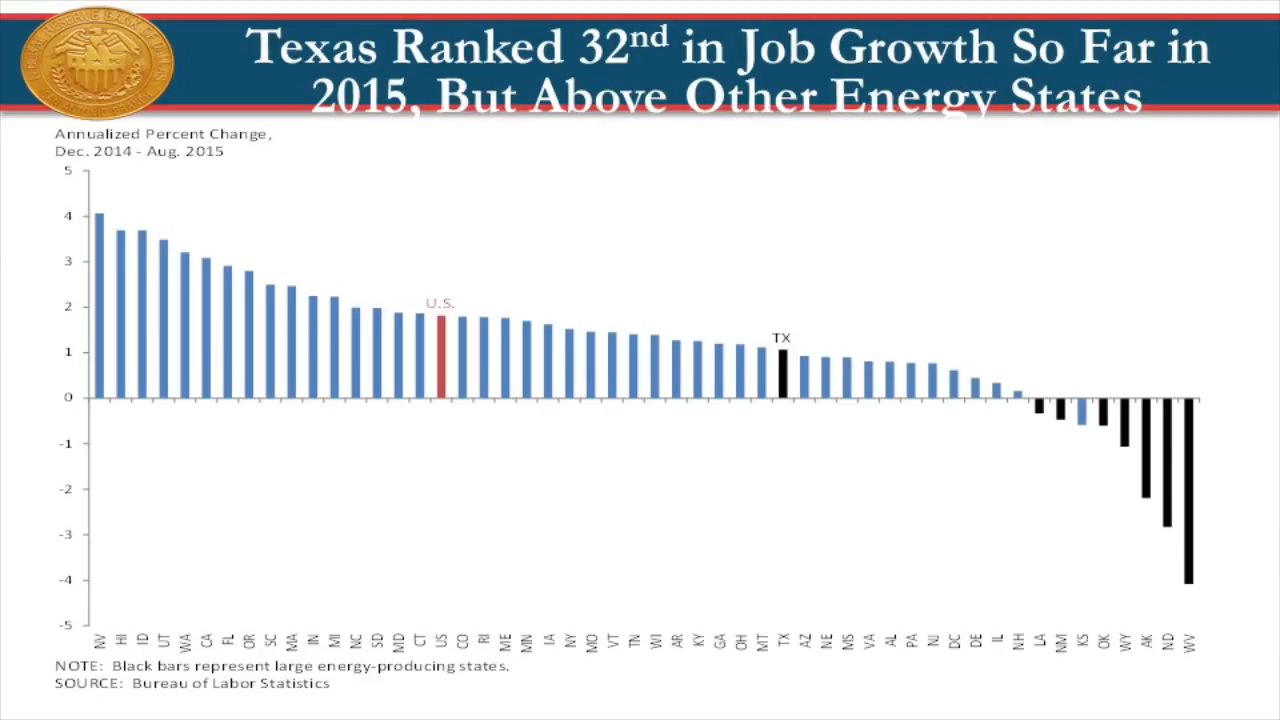 Texas Ranked 32nd in Job Growth So Far in
2015, But Above Other Energy States
Annualized Percent Change,
Dec. 2014 - Aug. 2015
5
4
3
2
1
0
-1
-2
-3
-4
-5
U.S.
TX
NV HI ID UT WA CA FL OR SC MA IN MI NC SD MD CT US CO RI ME MN IA NY MO VT TN WI AR KY GA OH MT TX AZ NE MS VA AL PA NJ DC DE IL NH LA NM KS OK WY AK ND WV
NOTE: Black bars represent large energy-producing states.
SOURCE: Bureau of Labor Statistics